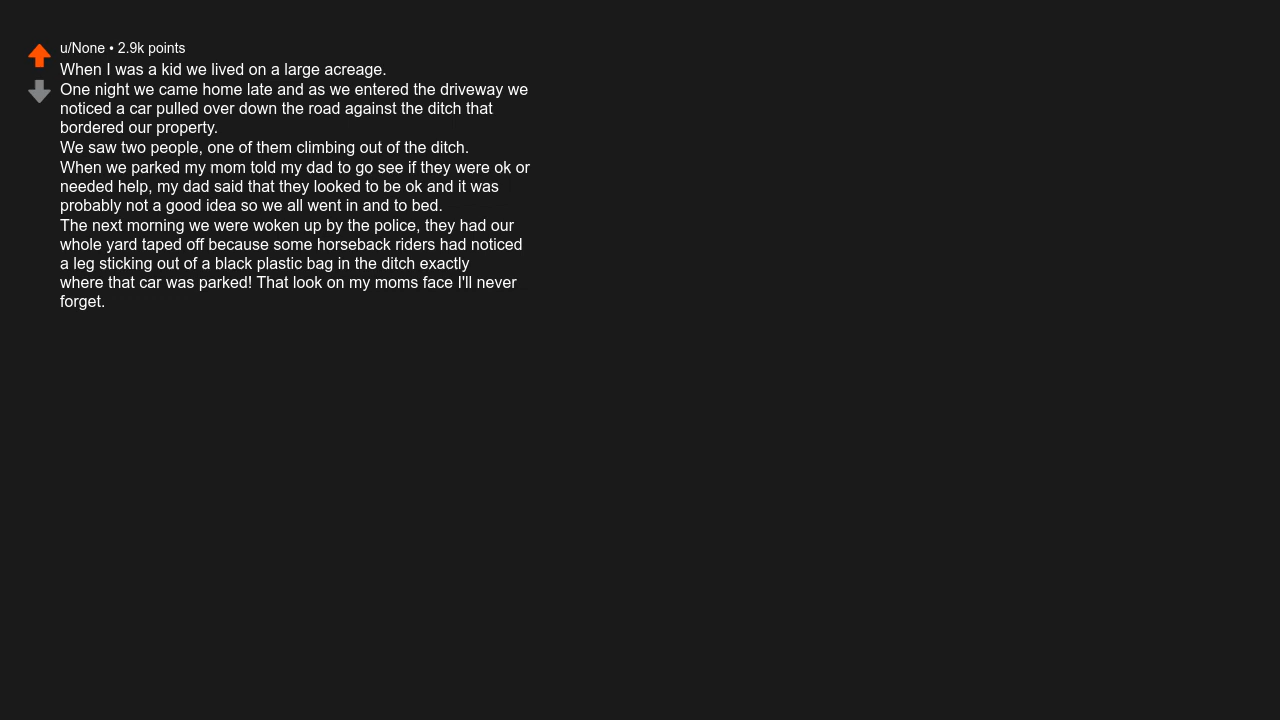 u/None • 2.9k points
When I was a kid we lived on a large acreage.
One night we came home late and as we entered the driveway we
noticed a car pulled over down the road against the ditch that
bordered our property.
We saw two people, one of them climbing out of the ditch.
When we parked my mom told my dad to go see if they were ok or
needed help, my dad said that they looked to be ok and it was
probably not a good idea so we all went in and to bed.
The next morning we were woken up by the police, they had our
whole yard taped off because some horseback riders had noticed
a leg sticking out of a black plastic bag in the ditch exactly
where that car was parked! That look on my moms face I'll never
forget.